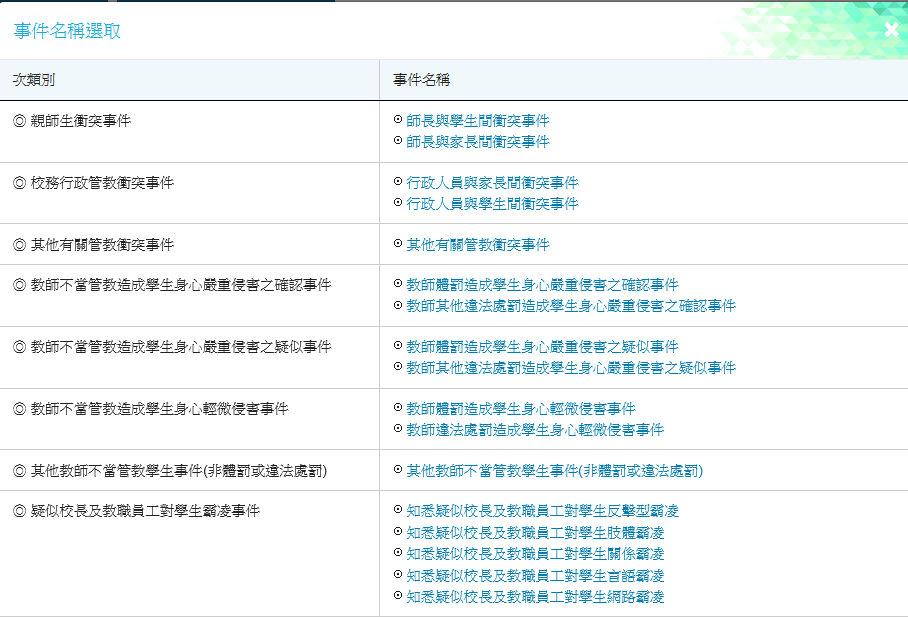 事件名稱選取
次類別
事件名稱
◎ 親師生衝突事件
⊙ 師長與學生間衝突事件
⊙ 師長與家長間衝突事件
◎ 校務行政管教衝突事件
⊙ 行政人員與家長間衝突事件
⊙ 行政人員與學生間衝突事件
◎ 其他有關管教衝突事件
⊙ 其他有關管教衝突事件
◎ 教師不當管教造成學生身心嚴重侵害之確認事件
⊙ 教師體罰造成學生身心嚴重侵害之確認事件
⊙ 教師其他違法處罰造成學生身心嚴重侵害之確認事件
◎ 教師不當管教造成學生身心嚴重侵害之疑似事件
⊙ 教師體罰造成學生身心嚴重侵害之疑似事件
⊙ 教師其他違法處罰造成學生身心嚴重侵害之疑似事件
◎ 教師不當管教造成學生身心輕微侵害事件
⊙ 教師體罰造成學生身心輕微侵害事件
⊙ 教師違法處罰造成學生身心輕微侵害事件
◎ 其他教師不當管教學生事件(非體罰或違法處罰)
⊙ 其他教師不當管教學生事件(非體罰或違法處罰)
◎ 疑似校長及教職員工對學生霸凌事件
⊙ 知悉疑似校長及教職員工對學生反擊型霸凌
⊙ 知悉疑似校長及教職員工對學生肢體霸凌
⊙ 知悉疑似校長及教職員工對學生關係霸凌
⊙ 知悉疑似校長及教職員工對學生言語霸凌
⊙ 知悉疑似校長及教職員工對學生網路霸凌